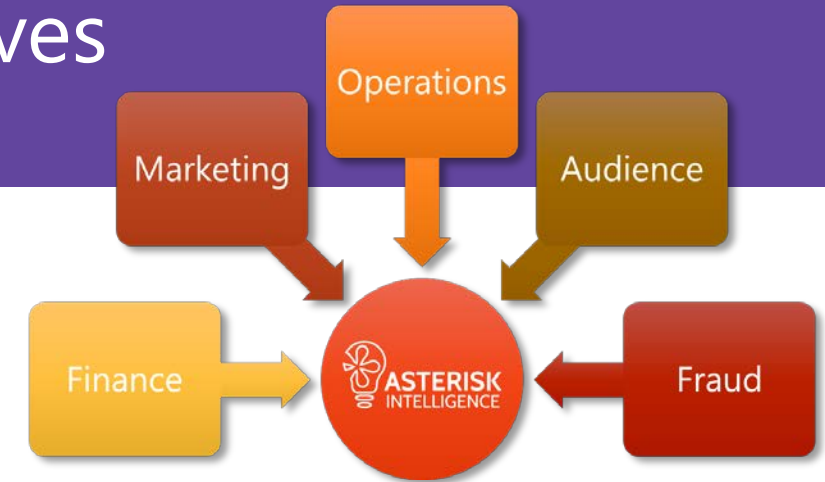 ves
Operations
Marketing
Audience
Finance
ASTERISK
INTELLIGENCE
Fraud